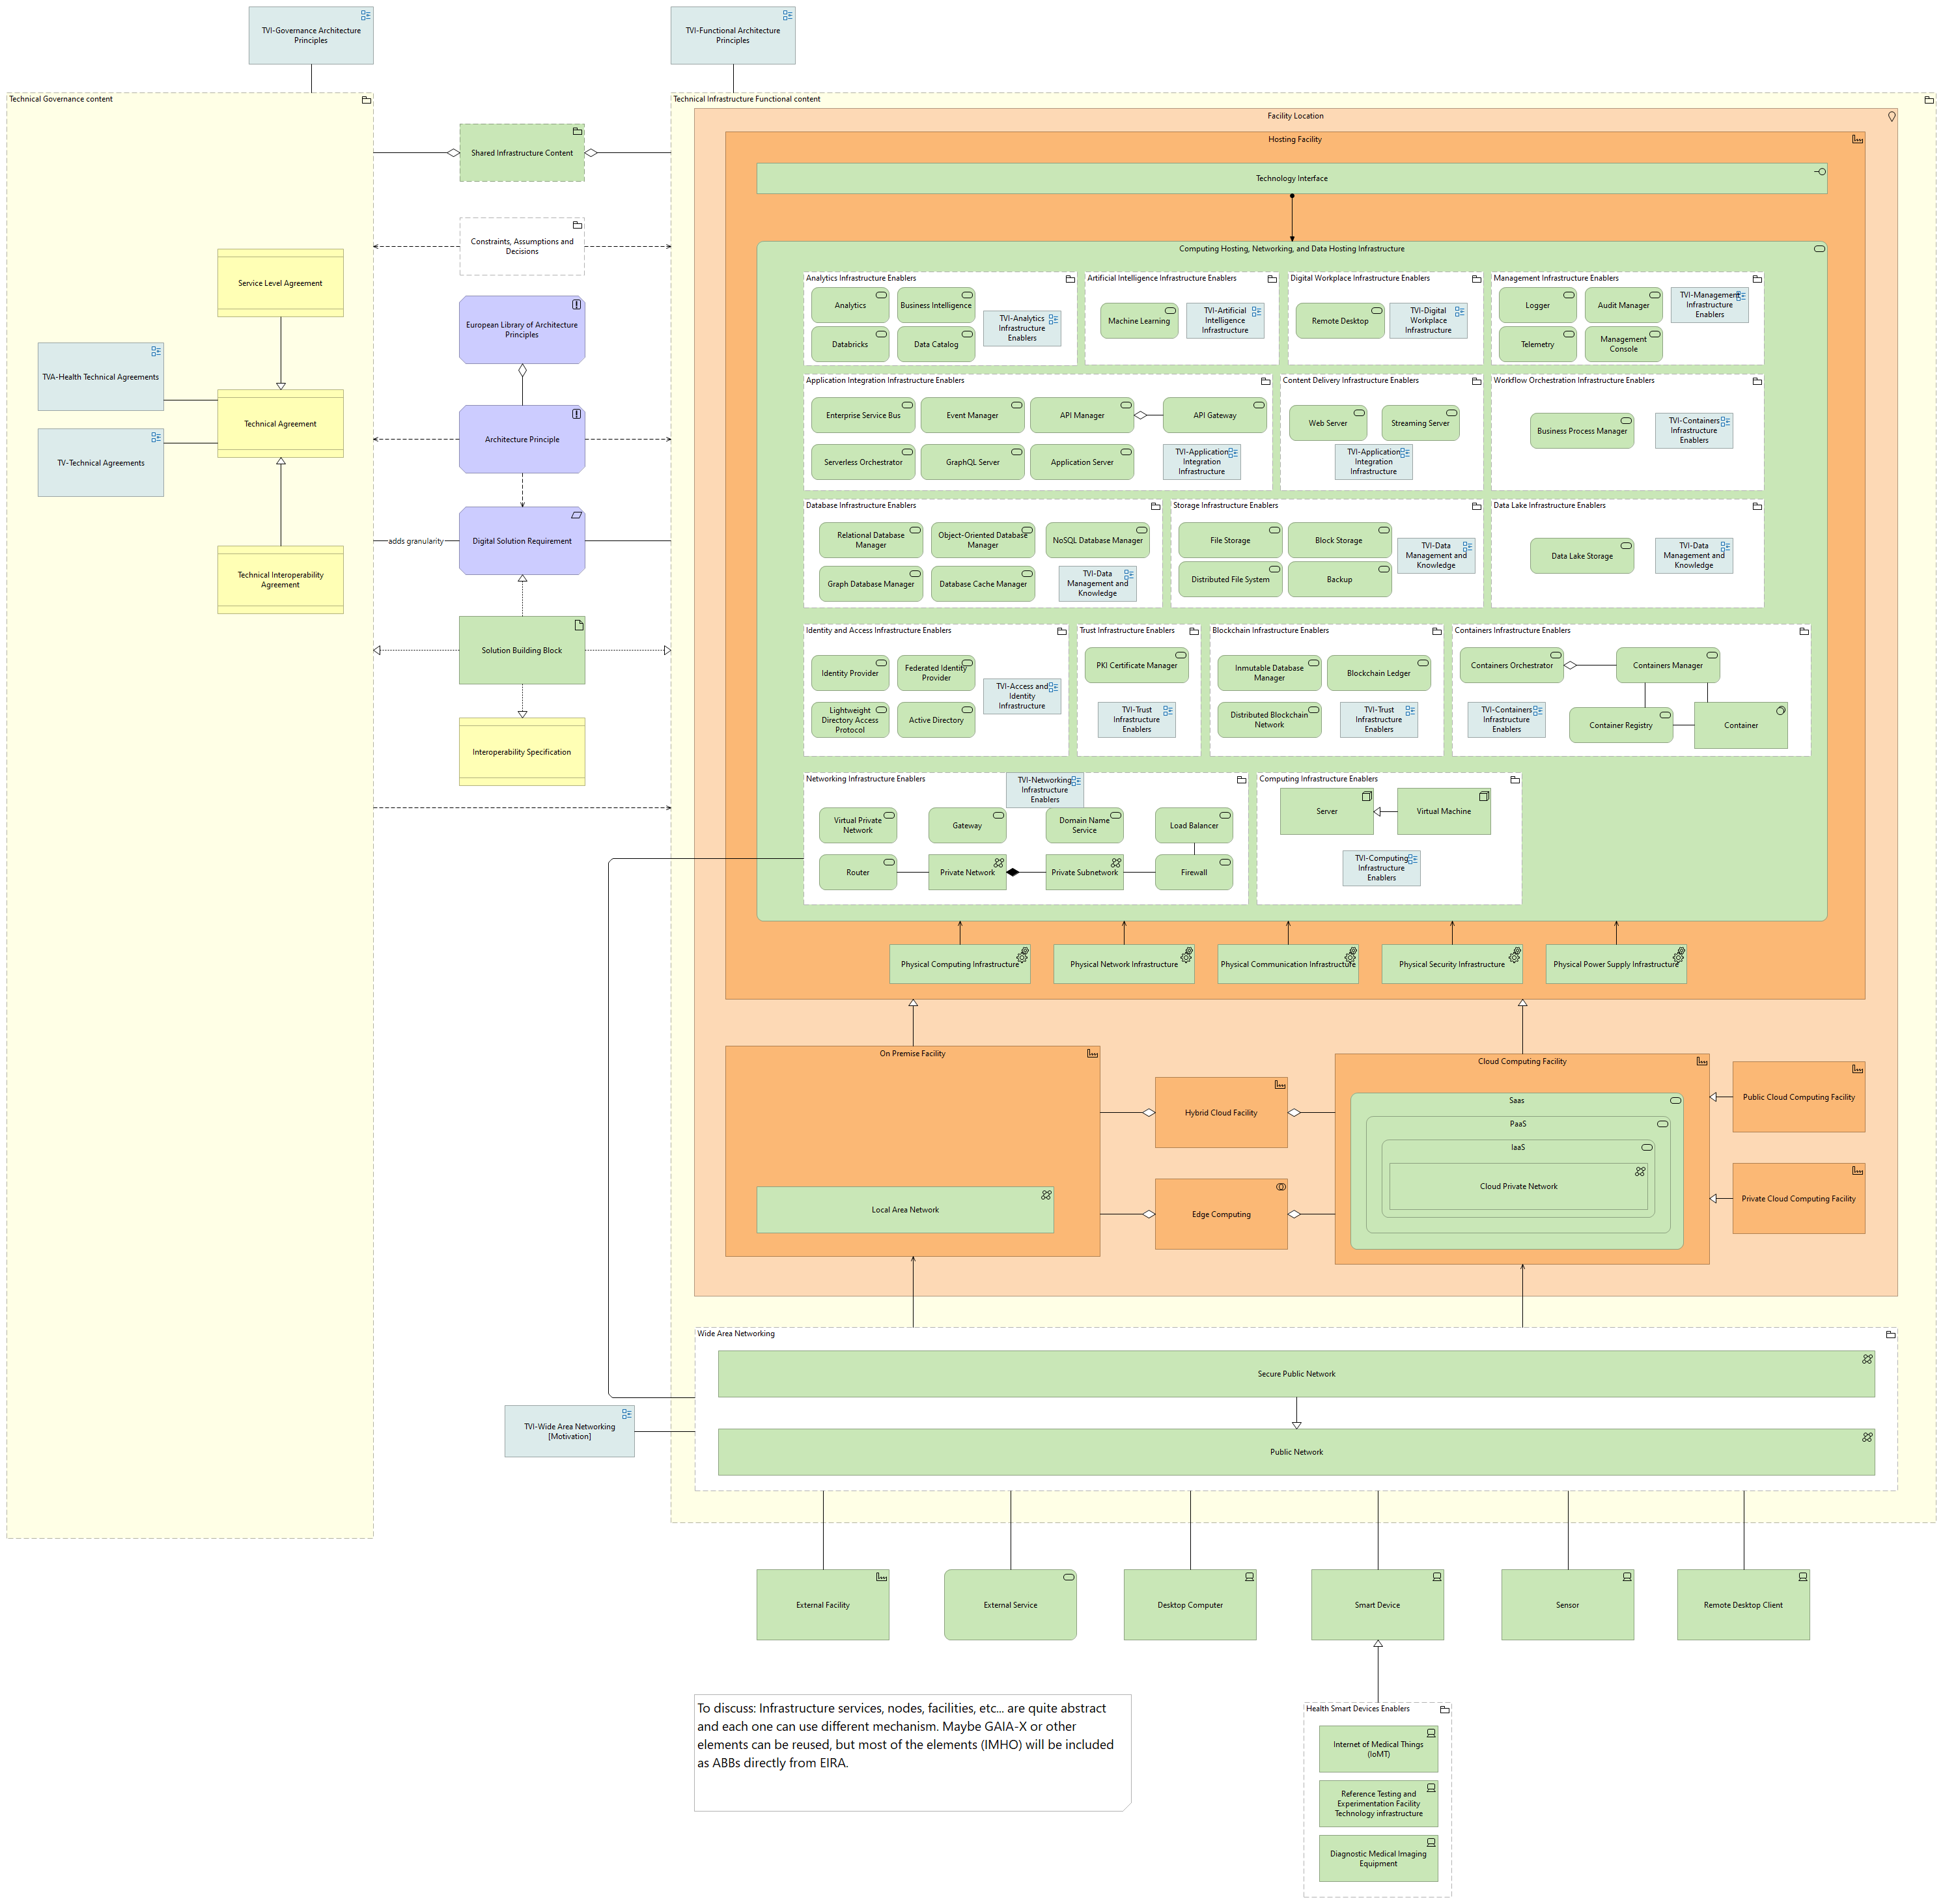 TVI-Governance Architecture
Principles
TVI-Functional Architecture
Principles
Technical Governance content
Technical Infrastructure Functional content
Facility Location
Hosting Facility
Shared Infrastructure Content
Technology Interface
Constraints, Assumptions and
Decisions
Computing Hosting, Networking, and Data Hosting Infrastructure
Service Level Agreement
European Library of Architecture
Principles
TVA-Health Technical Agreements
Technical Agreement
Architecture Principle
TV-Technical Agreements
adds granularity
Digital Solution Requirement
Technical Interoperability
Agreement
Solution Building Block
Interoperability Specification
Analytics Infrastructure Enablers
Analytics
Business Intelligence
Databricks
Data Catalog
TVI-Analytics
Infrastructure
Enablers
Artificial Intelligence Infrastructure Enablers
Machine Learning
TVI-Artificial
Intelligence
Infrastructure
Digital Workplace Infrastructure Enablers
Remote Desktop
TVI-Digital
Workplace
Infrastructure
Management Infrastructure Enablers
Logger
Audit Manager
Telemetry
Management
Console
TVI-Management
Infrastructure
Enablers
Application Integration Infrastructure Enablers
Enterprise Service Bus
Event Manager
API Manager
API Gateway
Serverless Orchestrator
GraphQL Server
Application Server
TVI-Application
Integration
Infrastructure
Content Delivery Infrastructure Enablers
Web Server
Streaming Server
TVI-Application
Integration
Infrastructure
Workflow Orchestration Infrastructure Enablers
Business Process Manager
TVI-Containers
Infrastructure
Enablers
Database Infrastructure Enablers
Relational Database
Manager
Object-Oriented Database
Manager
NoSQL Database Manager
Graph Database Manager
Database Cache Manager
TVI-Data
Management and
Knowledge
Storage Infrastructure Enablers
File Storage
Block Storage
Distributed File System
Backup
TVI-Data
Management and
Knowledge
Data Lake Infrastructure Enablers
Data Lake Storage
TVI-Data
Management and
Knowledge
Identity and Access Infrastructure Enablers
Identity Provider
Federated Identity
Provider
Lightweight
Directory Access
Protocol
Active Directory
TVI-Access and
Identity
Infrastructure
Trust Infrastructure Enablers
PKI Certificate Manager
TVI-Trust
Infrastructure
Enablers
Blockchain Infrastructure Enablers
Inmutable Database
Manager
Blockchain Ledger
Distributed Blockchain
Network
TVI-Trust
Infrastructure
Enablers
Containers Infrastructure Enablers
Containers Orchestrator
Containers Manager
TVI-Containers
Infrastructure
Enablers
Container Registry
Container
Networking Infrastructure Enablers
TVI-Networking
Infrastructure
Enablers
Virtual Private
Network
Gateway
Domain Name
Service
Load Balancer
Router
Private Network
Private Subnetwork
Firewall
Computing Infrastructure Enablers
Server
Virtual Machine
TVI-Computing
Infrastructure
Enablers
Physical Computing Infrastructure
Physical Network Infrastructure
Physical Communication Infrastructure
Physical Security Infrastructure
Physical Power Supply Infrastructure
On Premise Facility
Local Area Network
Hybrid Cloud Facility
Edge Computing
Cloud Computing Facility
Saas
PaaS
IaaS
Cloud Private Network
Public Cloud Computing Facility
Private Cloud Computing Facility
Wide Area Networking
Secure Public Network
TVI-Wide Area Networking
[Motivation]
Public Network
External Facility
External Service
Desktop Computer
Smart Device
Sensor
Remote Desktop Client
To discuss: Infrastructure services, nodes, facilities, etc... are quite abstract
and each one can use different mechanism. Maybe GAIA-X or other
elements can be reused, but most of the elements (IMHO) will be included
as ABBs directly from EIRA.
Health Smart Devices Enablers
Internet of Medical Things
(IoMT)
Reference Testing and
Experimentation Facility
Technology infrastructure
Diagnostic Medical Imaging
Equipment